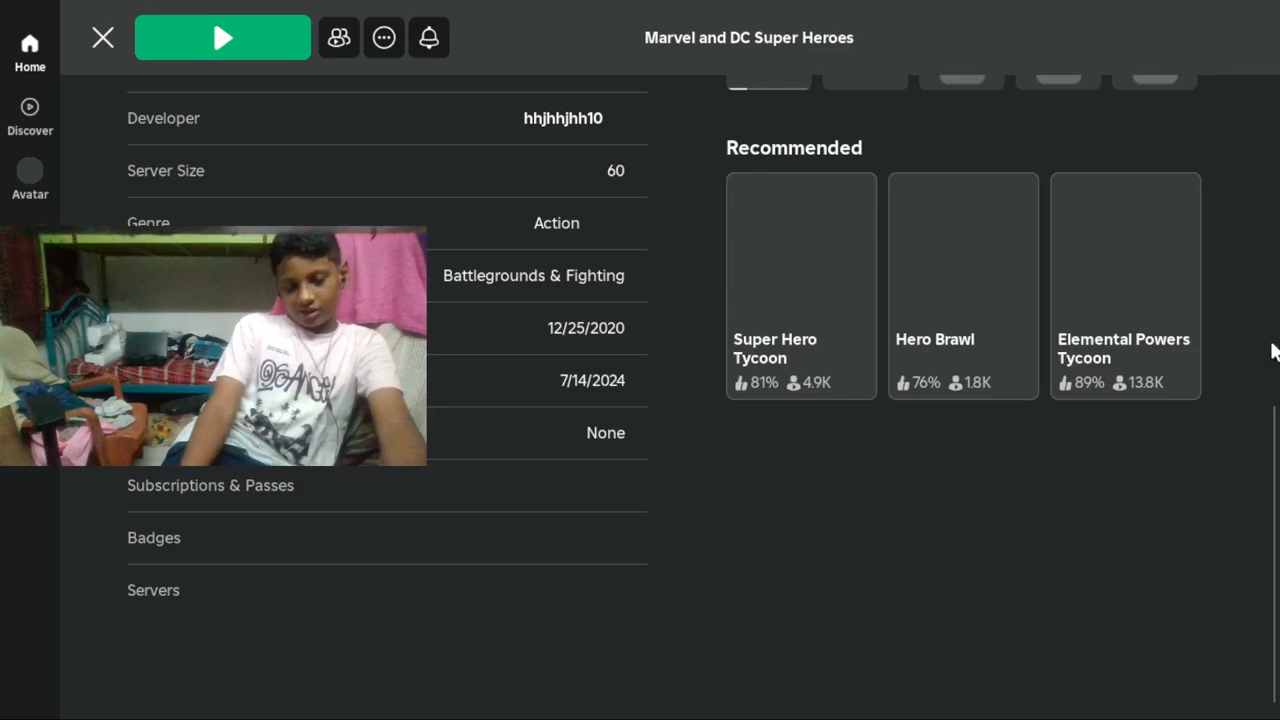 Marvel and DC Super Heroes
Home
Discover
Avatar
Developer
hhjhhjhh10
Server Size
60
Genre
Action
Battlegrounds & Fighting
12/25/2020
7/14/2024
None
Subscriptions & Passes
Badges
Servers
Recommended
Super Hero
Tycoon
81% 4.9K
Hero Brawl
76% 1.8K
Elemental Powers
Tycoon
89% 13.8K